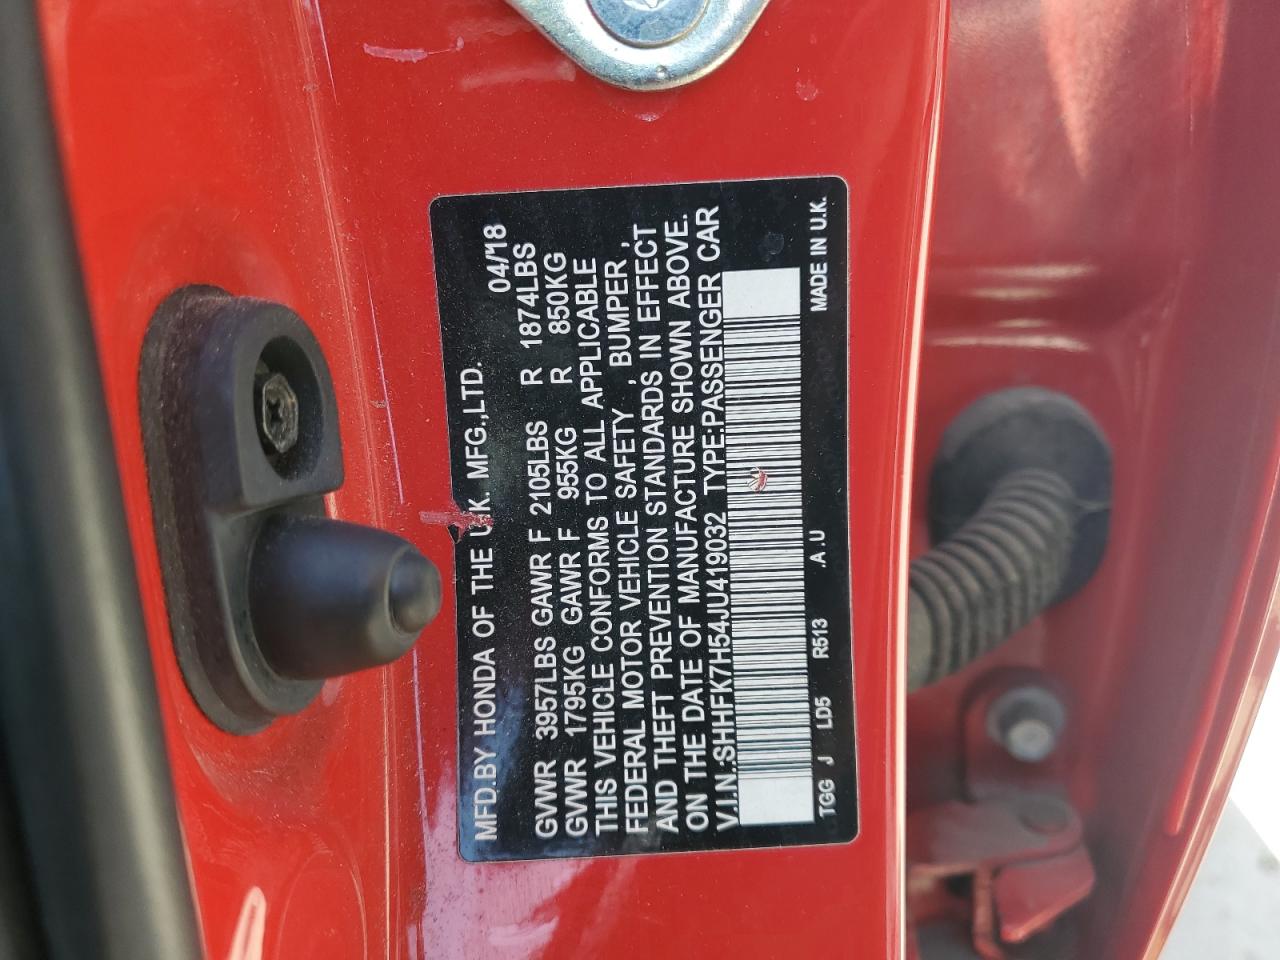 MFD.BY HONDA OF THE U.K. MFG.,LTD. 04/'18
GVWR 3957LBS GAWR F 2105LBS R 1874LBS
GVWR 1795KG GAWR F 955KG R 850KG
THIS VEHICLE CONFORMS TO ALL APPLICABLE
FEDERAL MOTOR VEHICLE SAFETY , BUMPER ,
AND THEFT PREVENTION STANDARDS IN EFFECT
ON THE DATE OF MANUFACTURE SHOWN ABOVE.
V.I.N.:SHHFK7H54JU419032 TYPE:PASSENGER CAR
TGG J LD5 R513 .A.U MADE IN U.K.